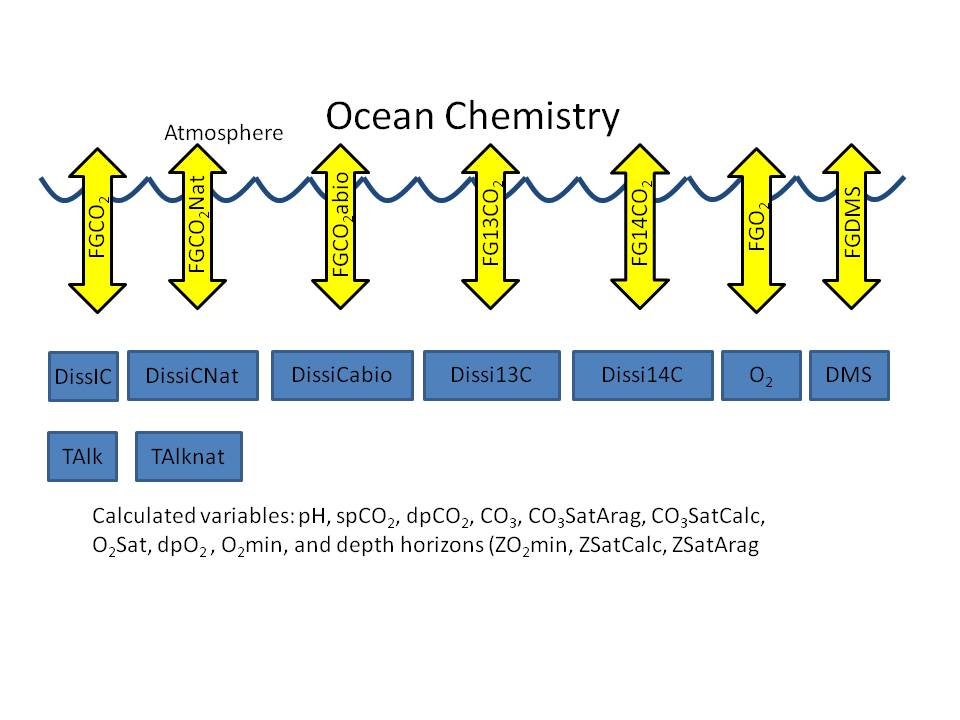 Ocean Chemistry
Atmosphere
FGCO₂
FGCO₂Nat
FGCO₂abio
FG13CO₂
FG14CO₂
FGO₂
FGDMS
DissIC
DissiCNat
DissiCabio
Dissi13C
Dissi14C
O₂
DMS
TAlk
TAlknat
Calculated variables: pH, spCO₂, dpCO₂, CO₃, CO₃SatArag, CO₃SatCalc,
O₂Sat, dpO₂ , O₂min, and depth horizons (ZO₂min, ZSatCalc, ZSatArag